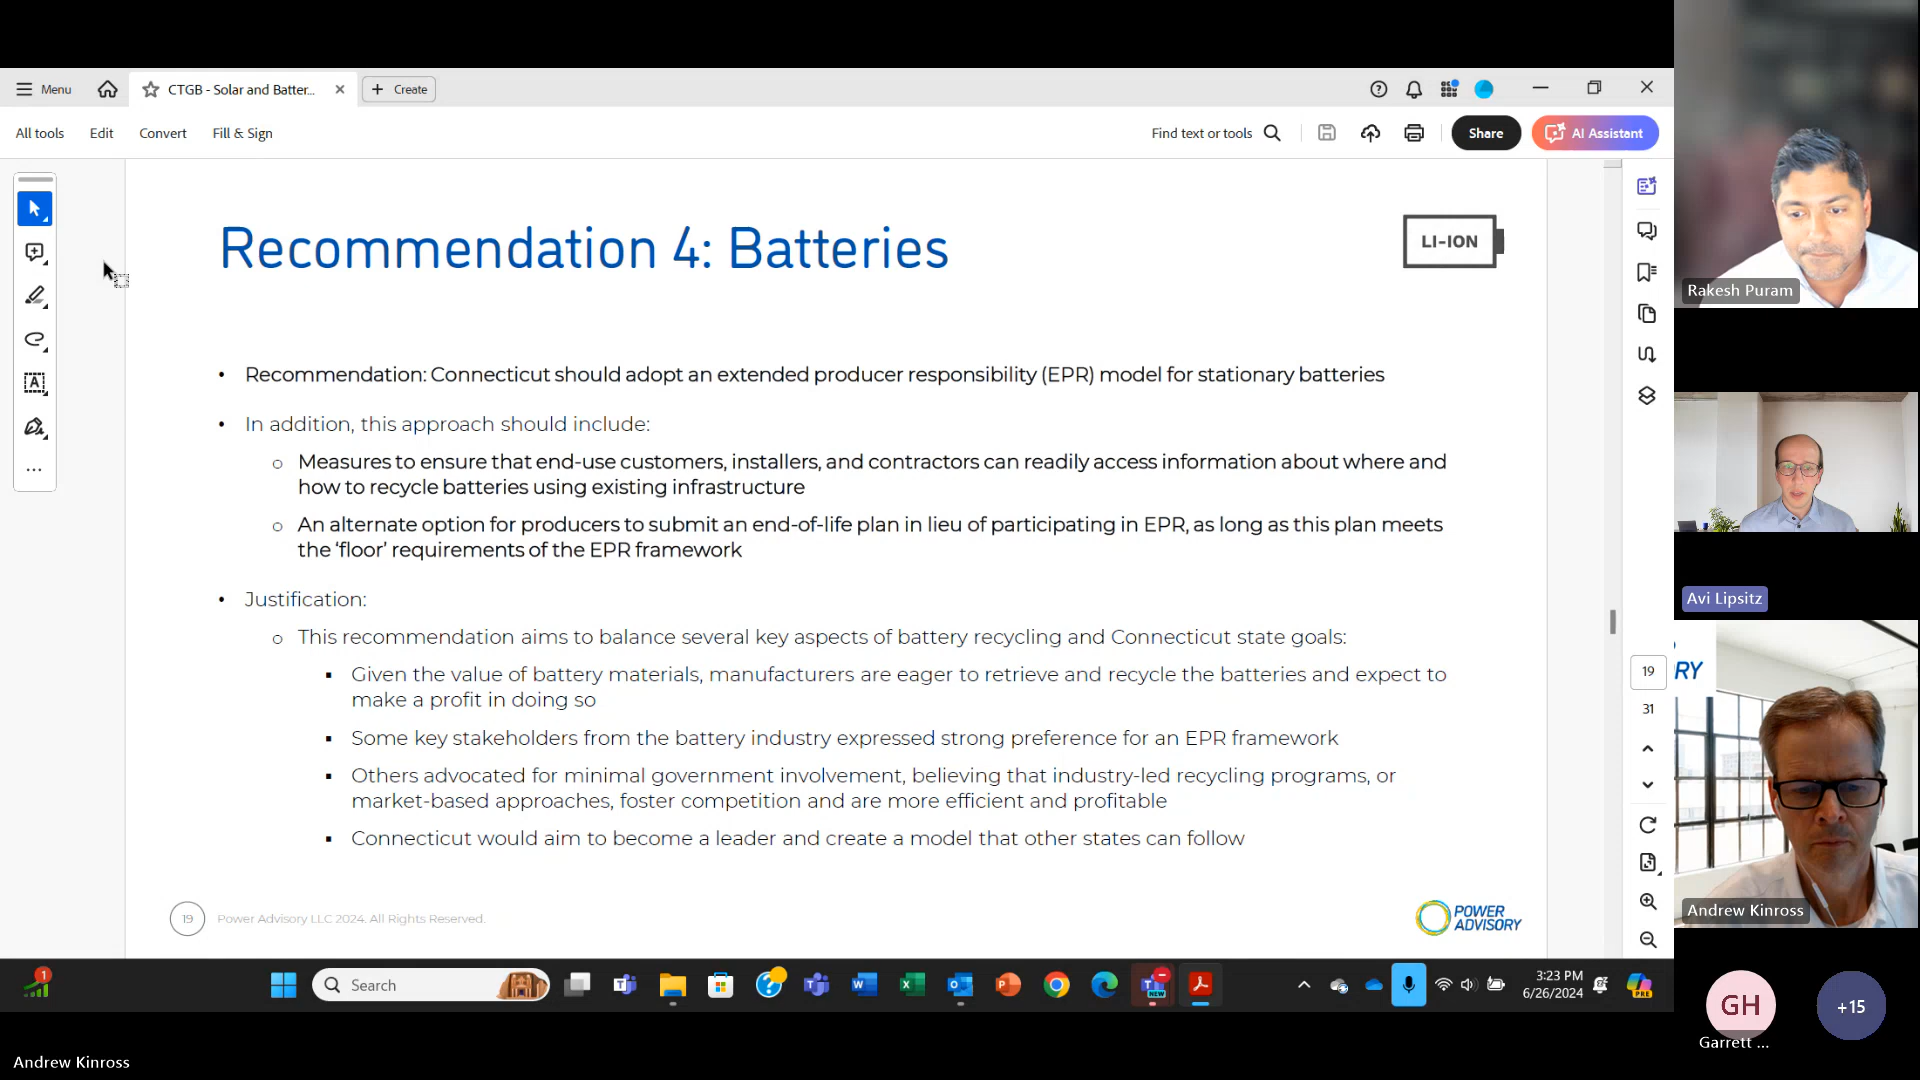 Menu
CTGB - Solar and Batter...
Create
All tools
Edit
Convert
Fill & Sign
Find text or tools
Share
AI Assistant
Recommendation 4: Batteries
LI-ION
• Recommendation: Connecticut should adopt an extended producer responsibility (EPR) model for stationary batteries
• In addition, this approach should include:
o Measures to ensure that end-use customers, installers, and contractors can readily access information about where and
how to recycle batteries using existing infrastructure
o An alternate option for producers to submit an end-of-life plan in lieu of participating in EPR, as long as this plan meets
the ‘floor’ requirements of the EPR framework
• Justification:
o This recommendation aims to balance several key aspects of battery recycling and Connecticut state goals:
▪ Given the value of battery materials, manufacturers are eager to retrieve and recycle the batteries and expect to
make a profit in doing so
▪ Some key stakeholders from the battery industry expressed strong preference for an EPR framework
▪ Others advocated for minimal government involvement, believing that industry-led recycling programs, or
market-based approaches, foster competition and are more efficient and profitable
▪ Connecticut would aim to become a leader and create a model that other states can follow
19
Power Advisory LLC 2024. All Rights Reserved.
POWER
ADVISORY
19
31
1
Search
NEW
3:23 PM
6/26/2024
PRE
Rakesh Puram
Avi Lipsitz
RY
Andrew Kinross
GH
Garrett ...
+15
Andrew Kinross